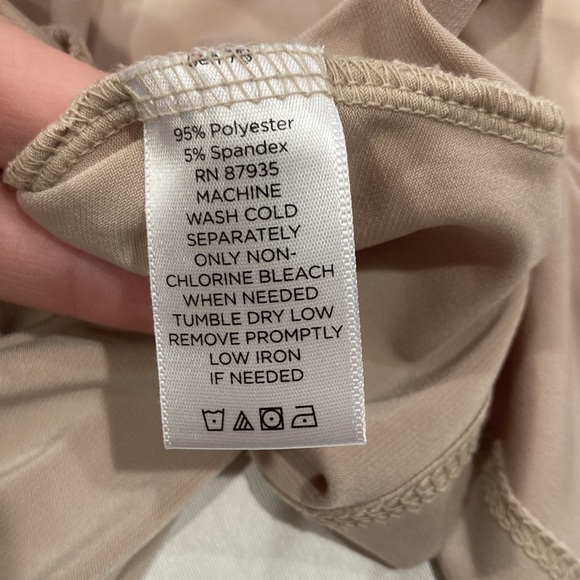 95% Polyester
5% Spandex
RN 87935
MACHINE
WASH COLD
SEPARATELY
ONLY NON-
CHLORINE BLEACH
WHEN NEEDED
TUMBLE DRY LOW
REMOVE PROMPTLY
LOW IRON
IF NEEDED